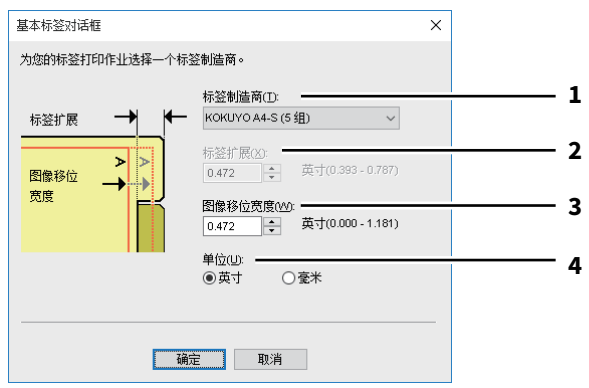 基本标签对话框
为您的标签打印作业选择一个标签制造商。
标签制造商(T):
1
KOKUYO A4-S (5 组)
标签扩展
标签扩展(X):
2
0.472
英寸(0.393 - 0.787)
A A
图像移位
宽度
图像移位宽度(W):
3
0.472
英寸(0.000 - 1.181)
单位(U):
4
英寸
毫米
确定
取消